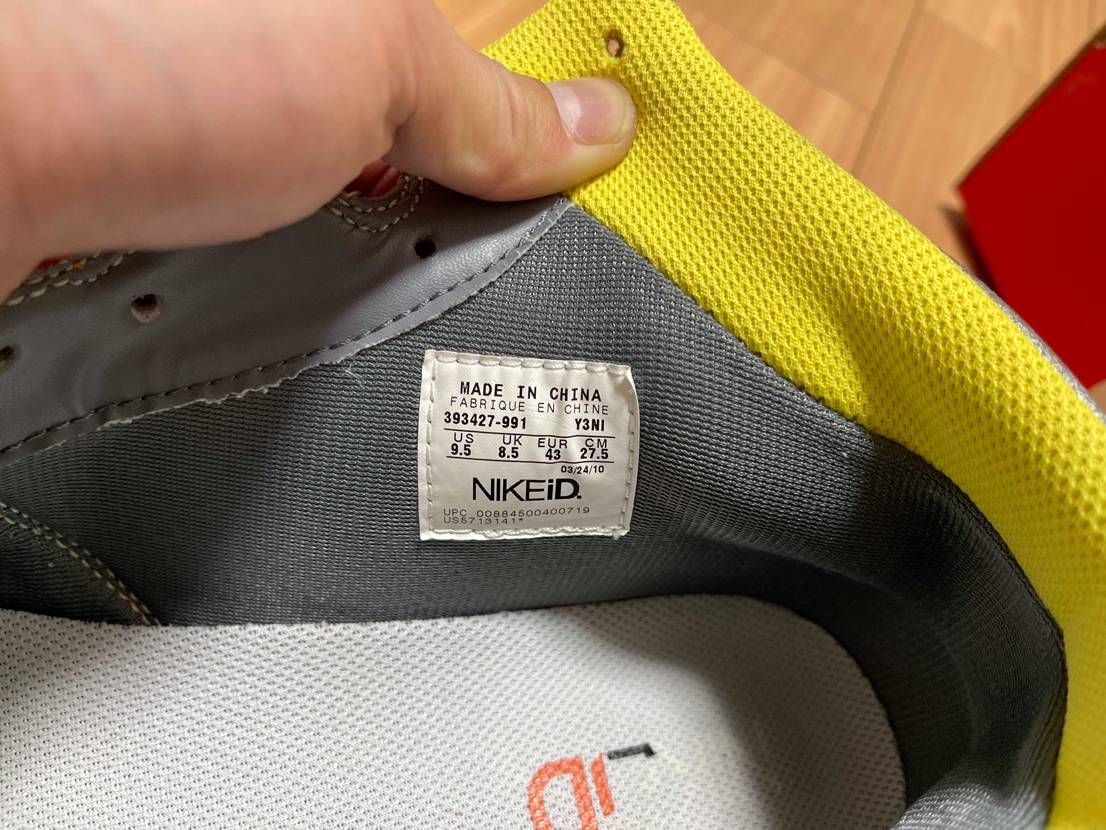 MADE IN CHINA
FABRIQUE EN CHINE
393427-991 Y3NI
US UK EUR CM
9.5 8.5 43 27.5
03/24/10
NIKEiD.
UPC 00884500400719
US5713141*
iD